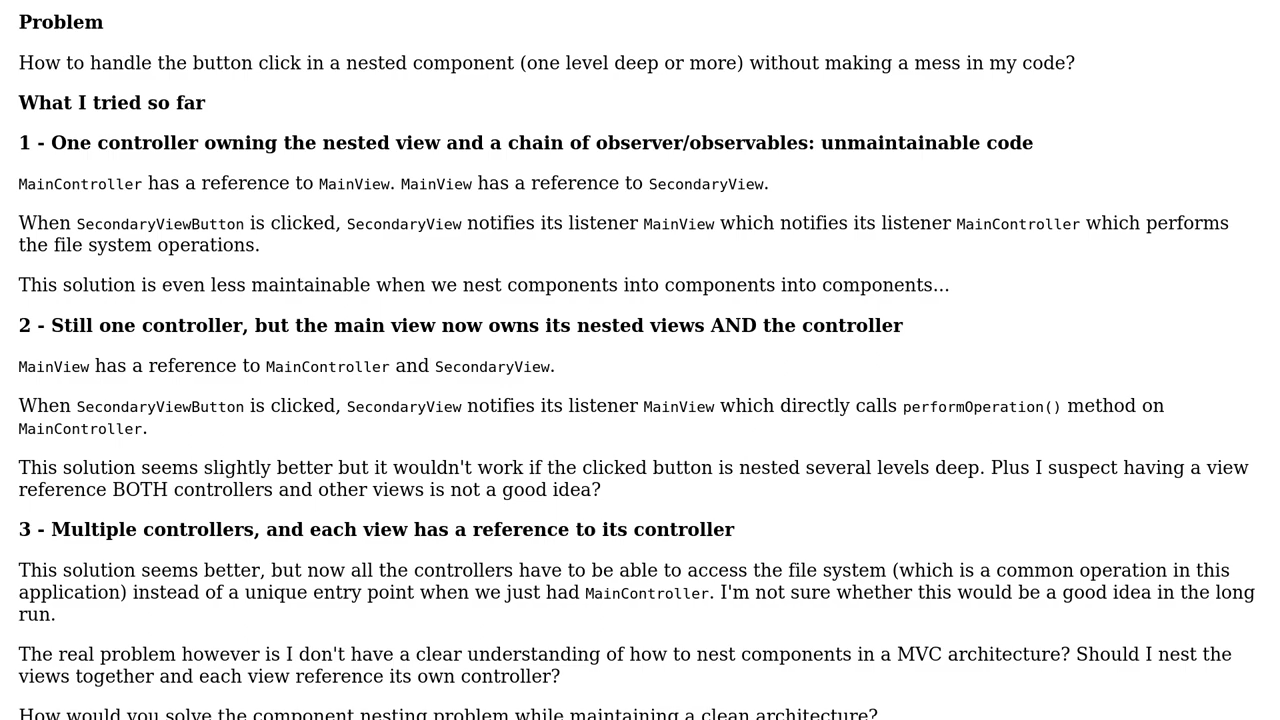 Problem
How to handle the button click in a nested component (one level deep or more) without making a mess in my code?
What I tried so far
1 - One controller owning the nested view and a chain of observer/observables: unmaintainable code
MainController has a reference to MainView. MainView has a reference to SecondaryView.
When SecondaryViewButton is clicked, SecondaryView notifies its listener MainView which notifies its listener MainController which performs
the file system operations.
This solution is even less maintainable when we nest components into components into components...
2 - Still one controller, but the main view now owns its nested views AND the controller
MainView has a reference to MainController and SecondaryView.
When SecondaryViewButton is clicked, SecondaryView notifies its listener MainView which directly calls performOperation() method on
MainController.
This solution seems slightly better but it wouldn't work if the clicked button is nested several levels deep. Plus I suspect having a view
reference BOTH controllers and other views is not a good idea?
3 - Multiple controllers, and each view has a reference to its controller
This solution seems better, but now all the controllers have to be able to access the file system (which is a common operation in this
application) instead of a unique entry point when we just had MainController. I'm not sure whether this would be a good idea in the long
run.
The real problem however is I don't have a clear understanding of how to nest components in a MVC architecture? Should I nest the
views together and each view reference its own controller?
How would you solve the component nesting problem while maintaining a clean architecture?